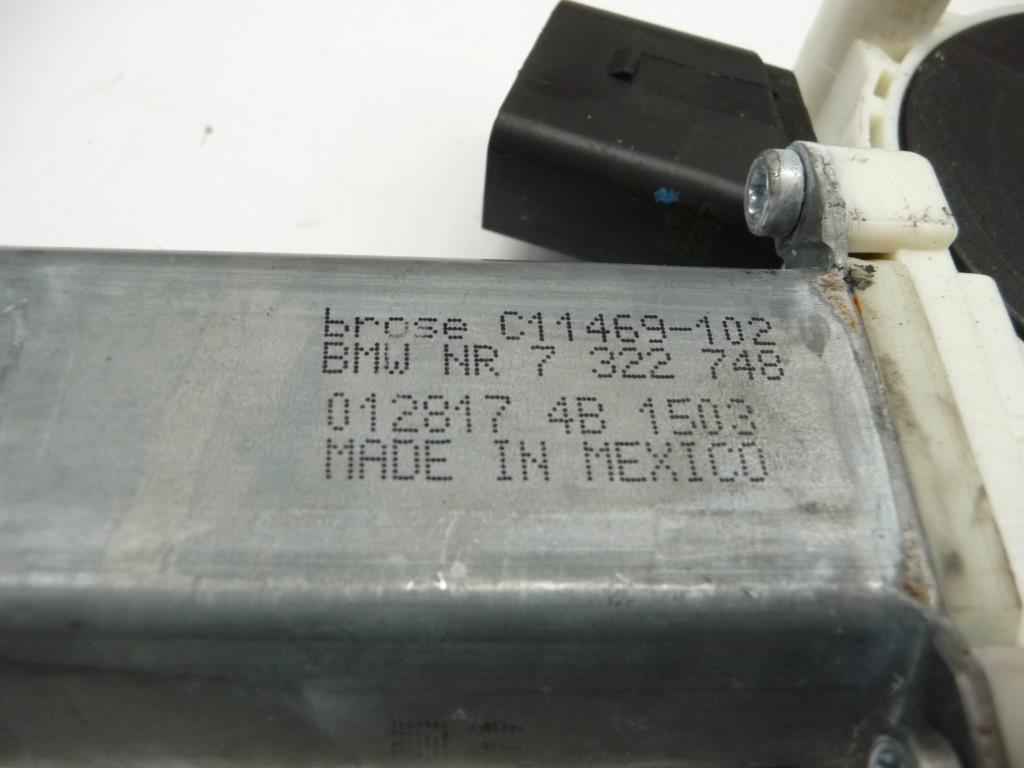 brose C11469-102
BMW NR 7 322 748
012817 4B 1503
MADE IN MEXICO